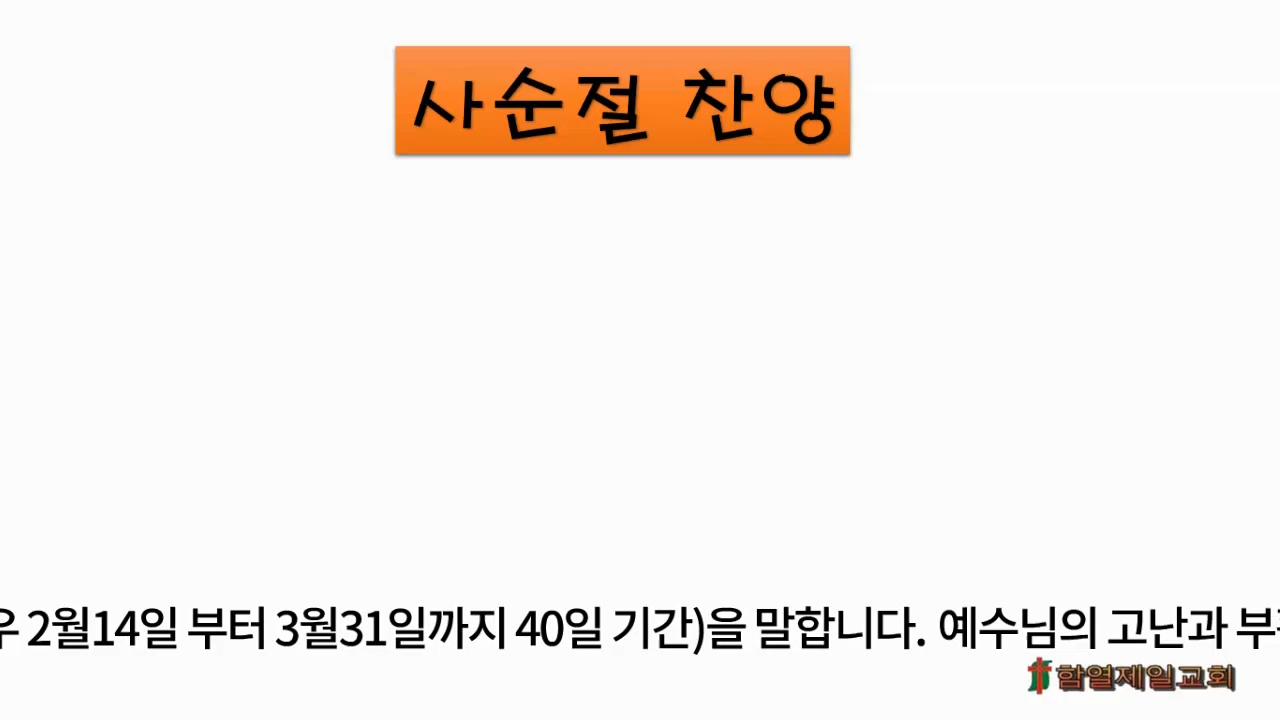 사순절 찬양
2월14일 부터 3월31일까지 40일 기간)을 말합니다. 예수님의 고난과
함열제일교회